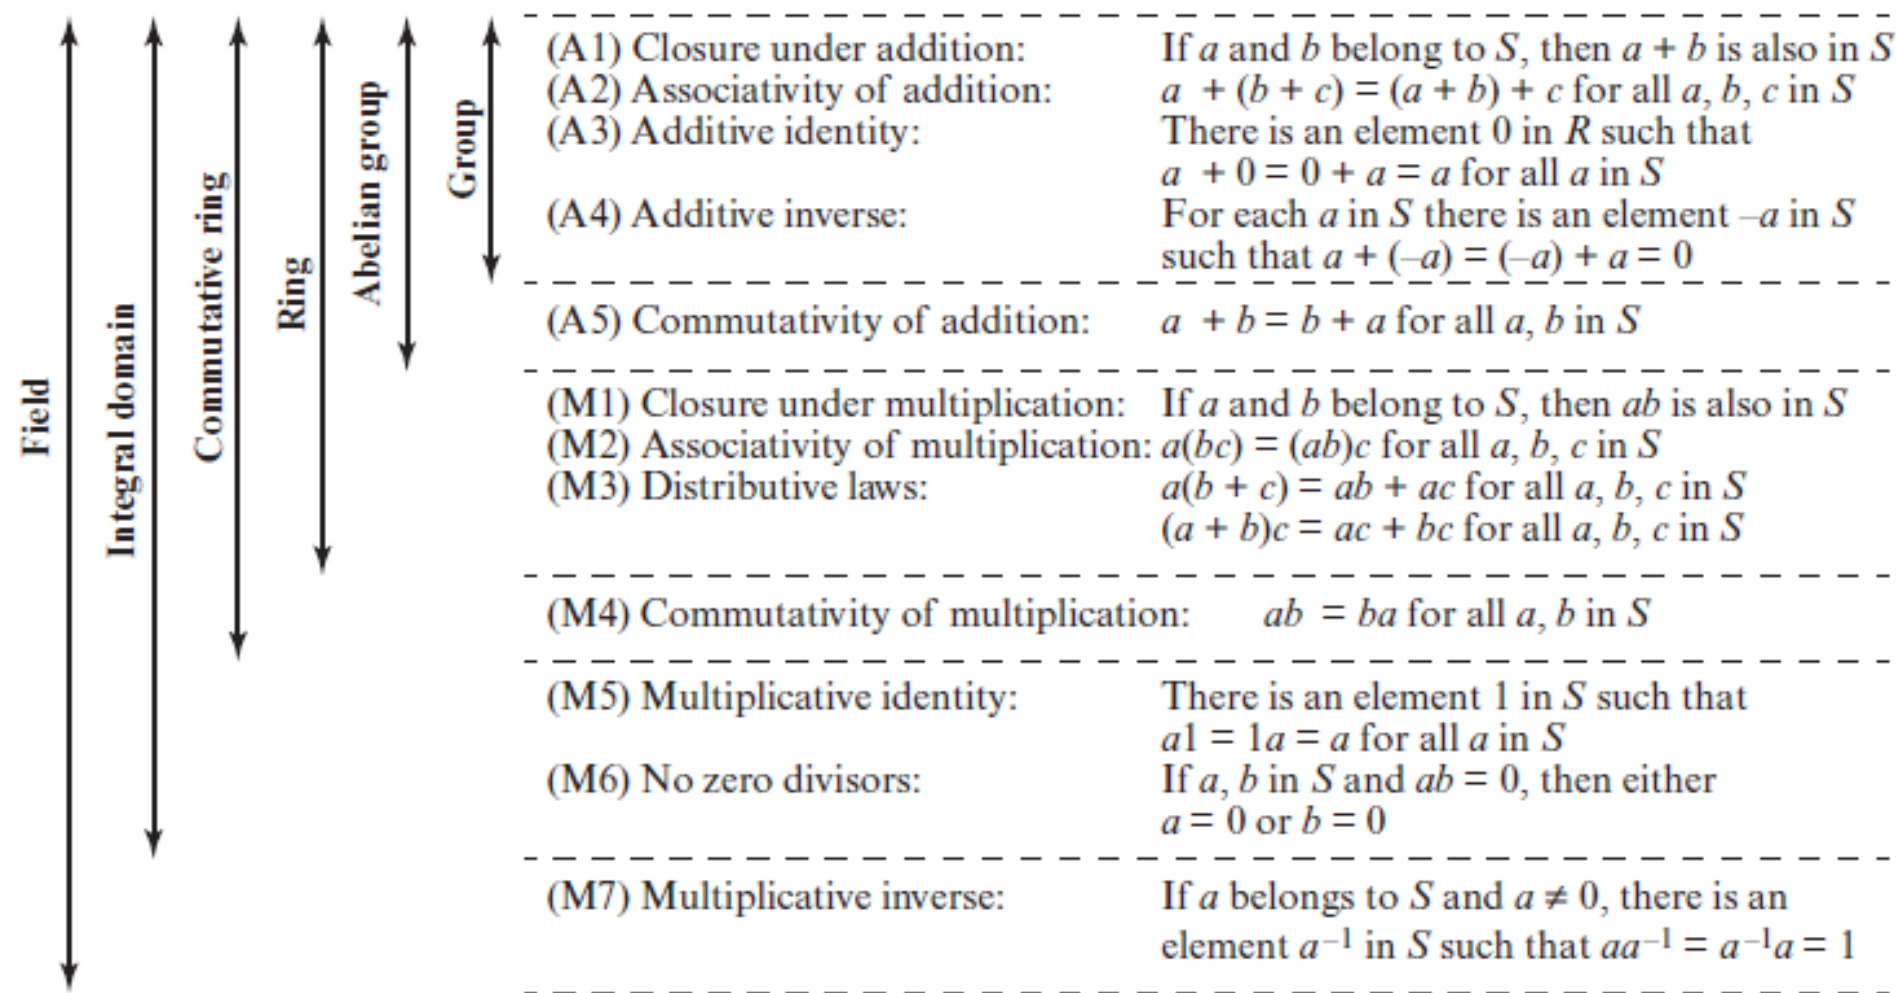 Field
Integral domain
Commutative ring
Ring
Abelian group
Group
(A1) Closure under addition: If a and b belong to S, then a + b is also in S
(A2) Associativity of addition: a + (b + c) = (a + b) + c for all a, b, c in S
(A3) Additive identity: There is an element 0 in R such that
a + 0 = 0 + a = a for all a in S
(A4) Additive inverse: For each a in S there is an element –a in S
such that a + (–a) = (–a) + a = 0
(A5) Commutativity of addition: a + b = b + a for all a, b in S
(M1) Closure under multiplication: If a and b belong to S, then ab is also in S
(M2) Associativity of multiplication: a(bc) = (ab)c for all a, b, c in S
(M3) Distributive laws: a(b + c) = ab + ac for all a, b, c in S
(a + b)c = ac + bc for all a, b, c in S
(M4) Commutativity of multiplication: ab = ba for all a, b in S
(M5) Multiplicative identity: There is an element 1 in S such that
a1 = 1a = a for all a in S
(M6) No zero divisors: If a, b in S and ab = 0, then either
a = 0 or b = 0
(M7) Multiplicative inverse: If a belongs to S and a ≠ 0, there is an
element a⁻¹ in S such that aa⁻¹ = a⁻¹a = 1